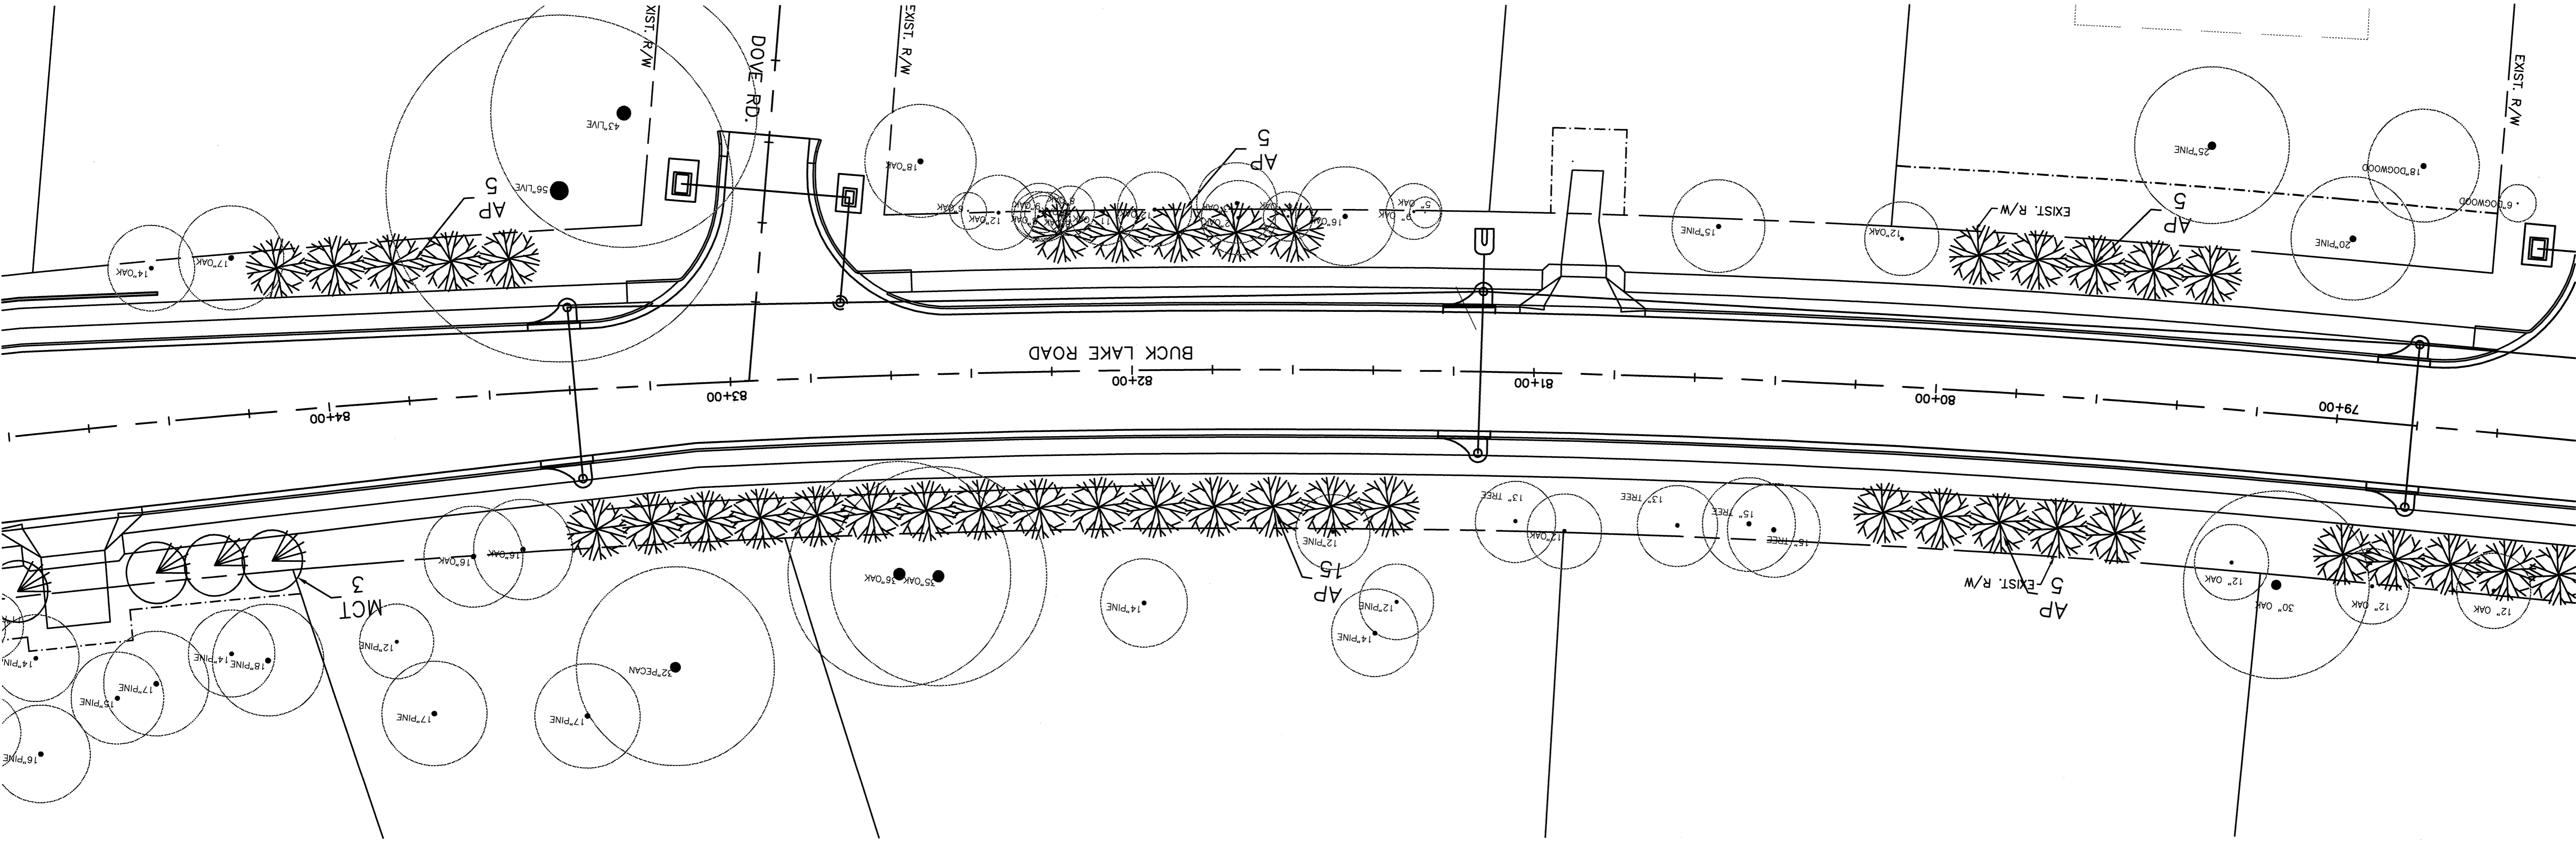 EXIST. R/W
DOVE RD.
EXIST. R/W
EXIST. R/W
43"LIVE
56"LIVE
5
AP
17"OAK
14"OAK
18"OAK
5
AP
12"OAK
16"OAK
9" OAK
5" OAK
15"PINE
12"OAK
EXIST. R/W
5
AP
25"PINE
18"DOGWOOD
6"DOGWOOD
20"PINE
BUCK LAKE ROAD
84+00
83+00
82+00
81+00
80+00
79+00
3
MCT
16"OAK
16"OAK
36"OAK
35"OAK
15
AP
12"PINE
13" TREE
12"OAK
13" TREE
15" TREE
15" TREE
EXIST. R/W
5
AP
12" OAK
30" OAK
12" OAK
12" OAK
14"PINE
12"PINE
14"PINE
12"PINE
32"PECAN
17"PINE
17"PINE
14"PINE
18"PINE
17"PINE
15"PINE
14"PINE
16"PINE